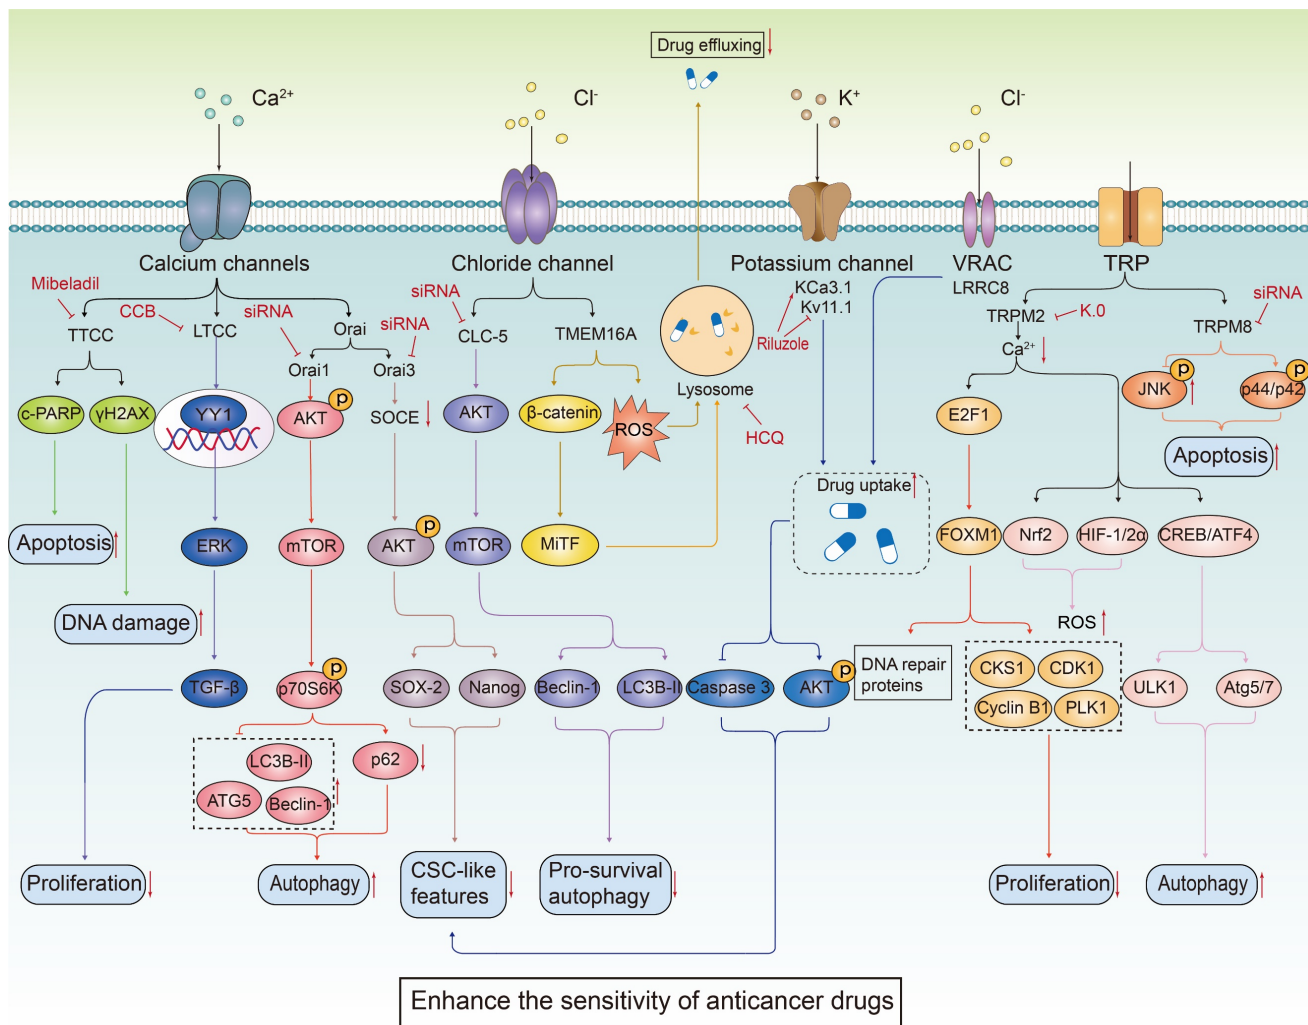 Drug effluxing
Ca²⁺
Cl⁻
K⁺
Cl⁻
Calcium channels
Chloride channel
Potassium channel
VRAC
TRP
KCa3.1
Kv11.1
LRRC8
Mibeladil
CCB
siRNA
siRNA
siRNA
Riluzole
K.0
siRNA
TTCC
LTCC
Orai
Orai1
Orai3
CLC-5
TMEM16A
Lysosome
HCQ
TRPM2
Ca²⁺
TRPM8
c-PARP
γH2AX
YY1
AKT
p
SOCE
AKT
β-catenin
ROS
E2F1
JNK
p
p44/p42
p
Apoptosis
Drug uptake
Apoptosis
ERK
mTOR
AKT
p
mTOR
MiTF
FOXM1
Nrf2
HIF-1/2α
CREB/ATF4
DNA damage
ROS
TGF-β
p70S6K
p
SOX-2
Nanog
Beclin-1
LC3B-II
Caspase 3
AKT
p
DNA repair
proteins
CKS1
CDK1
Cyclin B1
PLK1
ULK1
Atg5/7
LC3B-II
ATG5
Beclin-1
p62
Proliferation
Autophagy
CSC-like
features
Pro-survival
autophagy
Proliferation
Autophagy
Enhance the sensitivity of anticancer drugs